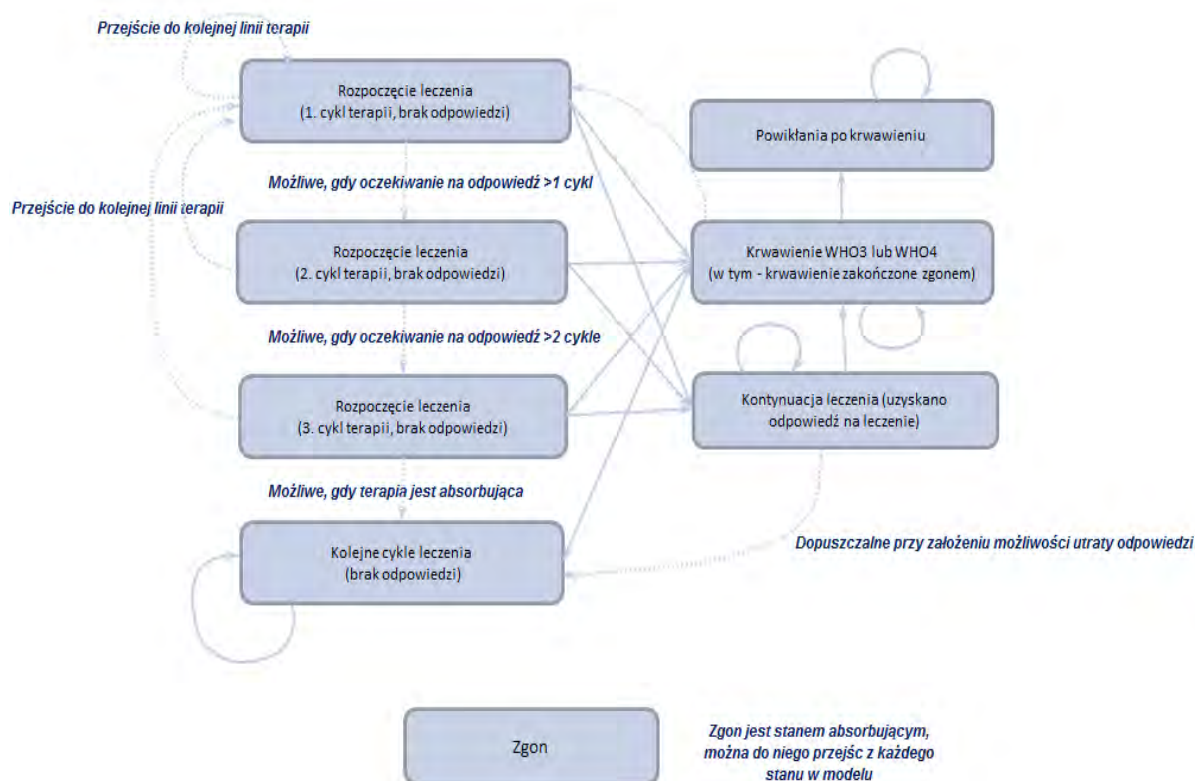 Przejście do kolejnej linii terapii
Rozpoczęcie leczenia
(1. cykl terapii, brak odpowiedzi)
Powikłania po krwawieniu
Możliwe, gdy oczekiwanie na odpowiedź >1 cykl
Przejście do kolejnej linii terapii
Rozpoczęcie leczenia
(2. cykl terapii, brak odpowiedzi)
Krwawienie WHO3 lub WHO4
(w tym - krwawienie zakończone zgonem)
Możliwe, gdy oczekiwanie na odpowiedź >2 cykle
Rozpoczęcie leczenia
(3. cykl terapii, brak odpowiedzi)
Kontynuacja leczenia (uzyskano
odpowiedź na leczenie)
Możliwe, gdy terapia jest absorbująca
Kolejne cykle leczenia
(brak odpowiedzi)
Dopuszczalne przy założeniu możliwości utraty odpowiedzi
Zgon
Zgon jest stanem absorbującym,
można do niego przejśc z każdego
stanu w modelu